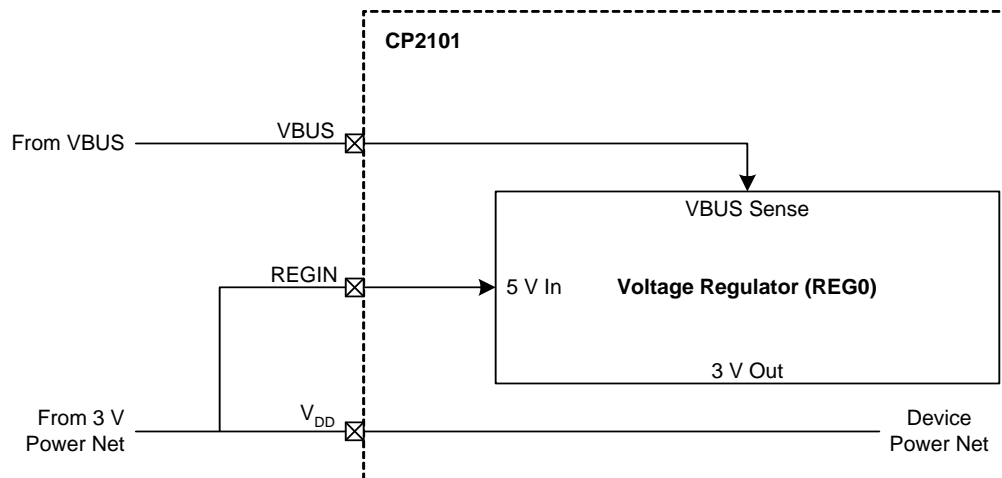 CP2101
From VBUS
VBUS
VBUS Sense
REGIN
5 V In
Voltage Regulator (REG0)
3 V Out
From 3 V
Power Net
VDD
Device
Power Net